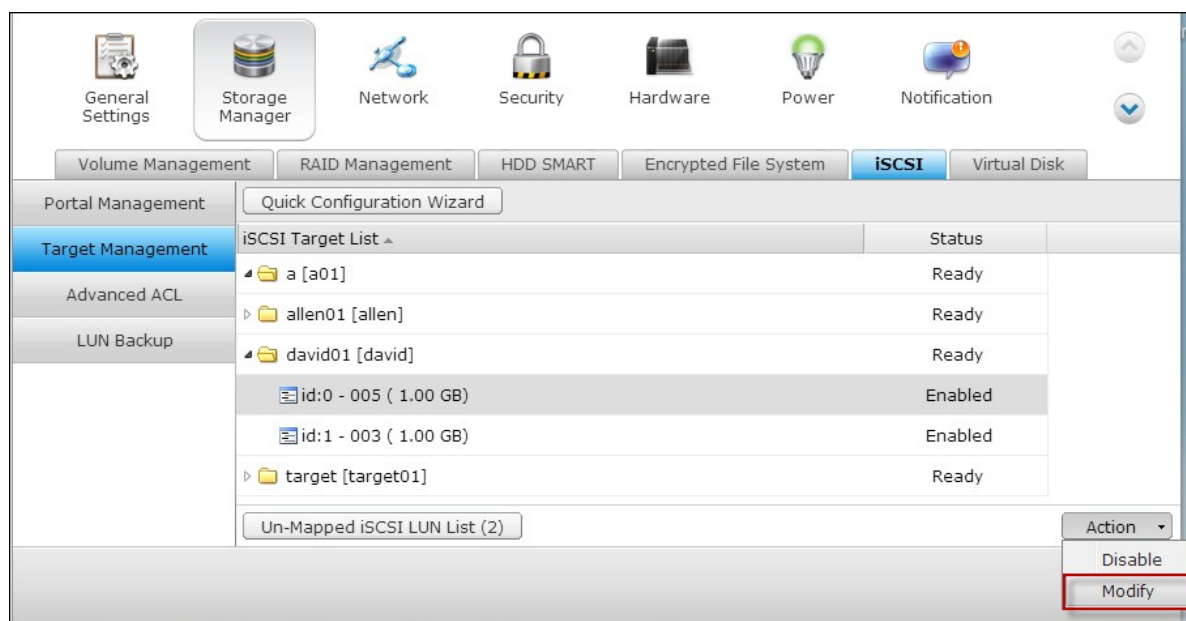 General Settings
Storage Manager
Network
Security
Hardware
Power
Notification
Volume Management
RAID Management
HDD SMART
Encrypted File System
iSCSI
Virtual Disk
Portal Management
Target Management
Advanced ACL
LUN Backup
Quick Configuration Wizard
iSCSI Target List
Status
a [a01]
Ready
allen01 [allen]
Ready
david01 [david]
Ready
id:0 - 005 ( 1.00 GB)
Enabled
id:1 - 003 ( 1.00 GB)
Enabled
target [target01]
Ready
Un-Mapped iSCSI LUN List (2)
Action
Disable
Modify